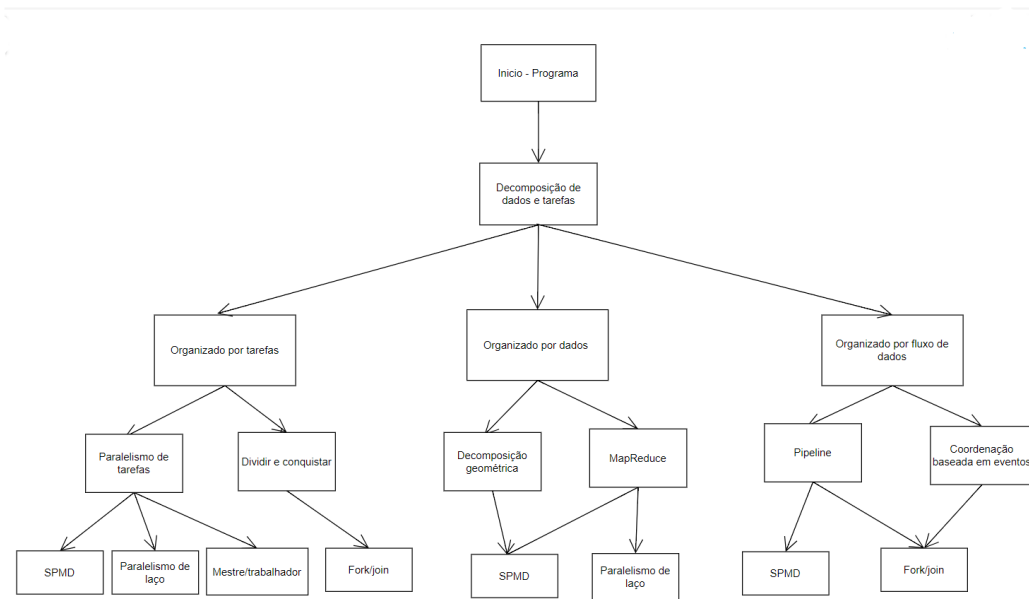 Inicio - Programa
Decomposição de
dados e tarefas
Organizado por tarefas
Organizado por dados
Organizado por fluxo de
dados
Paralelismo de
tarefas
Dividir e conquistar
Decomposição
geométrica
MapReduce
Pipeline
Coordenação
baseada em eventos
SPMD
Paralelismo de
laço
Mestre/trabalhador
Fork/join
SPMD
Paralelismo de
laço
SPMD
Fork/join